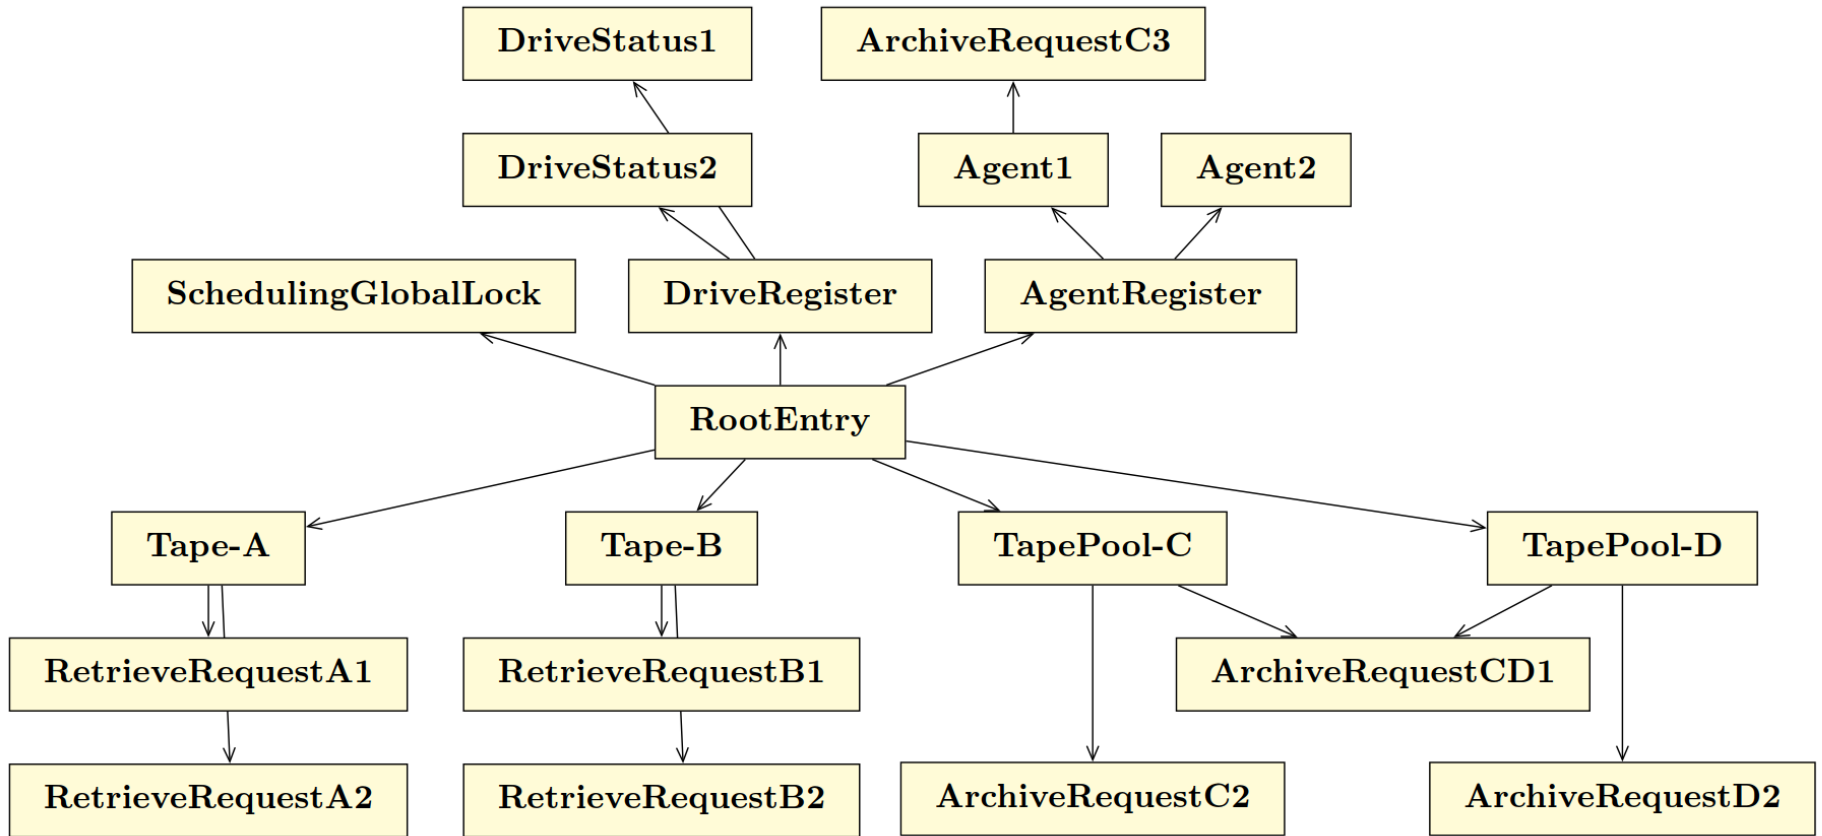 DriveStatus1
ArchiveRequestC3
DriveStatus2
Agent1
Agent2
SchedulingGlobalLock
DriveRegister
AgentRegister
RootEntry
Tape-A
Tape-B
TapePool-C
TapePool-D
RetrieveRequestA1
RetrieveRequestB1
ArchiveRequestCD1
RetrieveRequestA2
RetrieveRequestB2
ArchiveRequestC2
ArchiveRequestD2